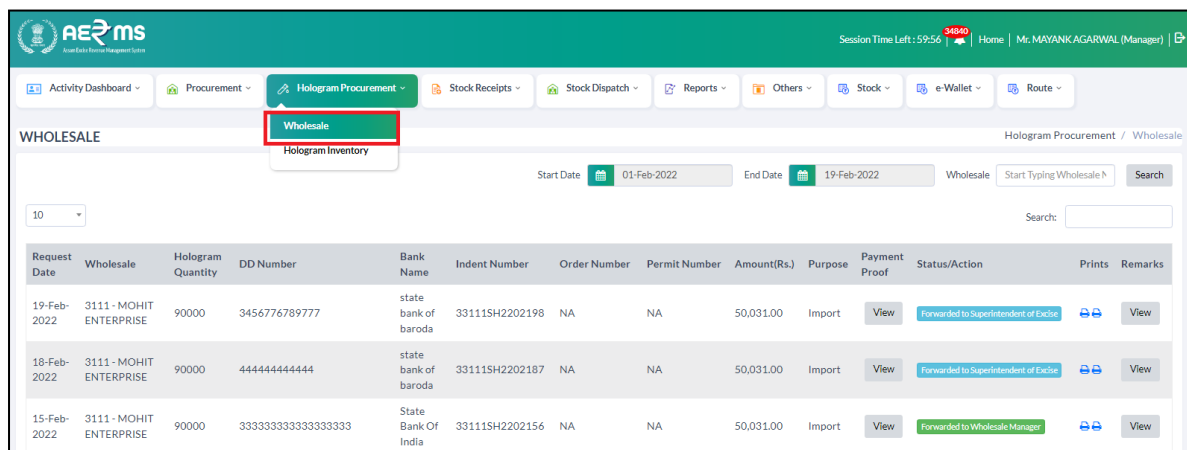 AERMS
Assam Excise Revenue Management System
Session Time Left : 59:56 34840 Home Mr. MAYANK AGARWAL (Manager)
Activity Dashboard Procurement Hologram Procurement Stock Receipts Stock Dispatch Reports Others Stock e-Wallet Route
Wholesale
Hologram Inventory
WHOLESALE
Hologram Procurement / Wholesale
Start Date 01-Feb-2022 End Date 19-Feb-2022 Wholesale Start Typing Wholesale N Search
10 Search:
Request Date Wholesale Hologram Quantity DD Number Bank Name Indent Number Order Number Permit Number Amount(Rs.) Purpose Payment Proof Status/Action Prints Remarks
19-Feb-2022 3111 - MOHIT ENTERPRISE 90000 3456776789777 state bank of baroda 33111SH2202198 NA NA 50,031.00 Import View Forwarded to Superintendent of Excise View
18-Feb-2022 3111 - MOHIT ENTERPRISE 90000 444444444444 state bank of baroda 33111SH2202187 NA NA 50,031.00 Import View Forwarded to Superintendent of Excise View
15-Feb-2022 3111 - MOHIT ENTERPRISE 90000 333333333333333333 State Bank Of India 33111SH2202156 NA NA 50,031.00 Import View Forwarded to Wholesale Manager View